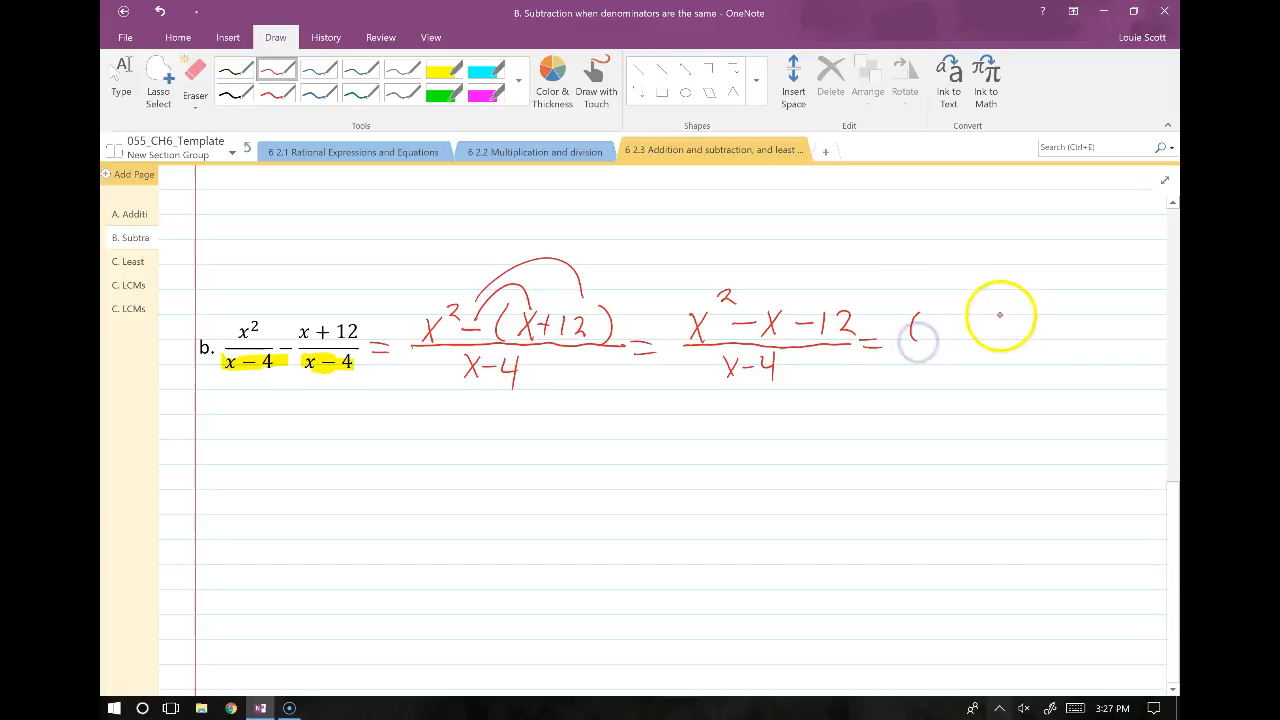 B. Subtraction when denominators are the same - OneNote
?
File Home Insert Draw History Review View
Louie Scott
Type Lasso Select Eraser
Color & Thickness Draw with Touch
Insert Space Delete Arrange Rotate Ink to Text Ink to Math
Tools Shapes Edit Convert
055_CH6_Template
New Section Group
6 2.1 Rational Expressions and Equations 6 2.2 Multiplication and division 6 2.3 Addition and subtraction, and least ... +
Search (Ctrl+E)
Add Page
A. Additi
B. Subtra
C. Least
C. LCMs
C. LCMs
b. x²/(x − 4) − (x + 12)/(x − 4) = (x² − (x+12))/(x−4) = (x² − x − 12)/(x−4) = (
3:27 PM